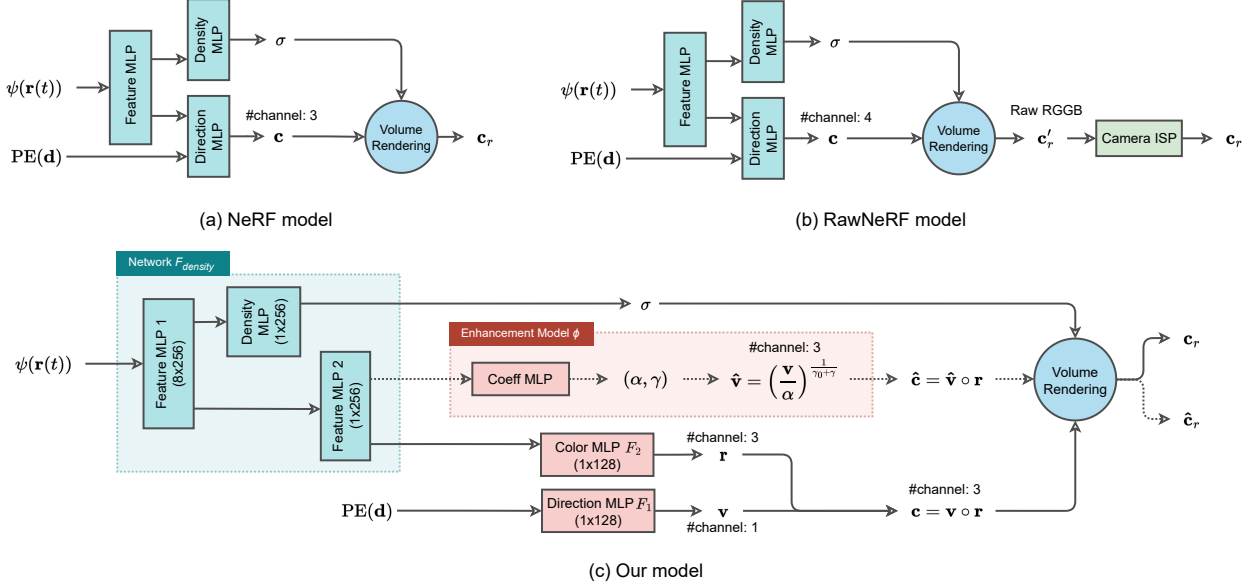 ψ(r(t))
PE(d)
Feature MLP
Density
MLP
Direction
MLP
σ
#channel: 3
c
Volume
Rendering
c_r
(a) NeRF model
ψ(r(t))
PE(d)
Feature MLP
Density
MLP
Direction
MLP
σ
#channel: 4
c
Volume
Rendering
Raw RGGB
c′_r
Camera ISP
c_r
(b) RawNeRF model
Network F_density
ψ(r(t))
Feature MLP 1
(8x256)
Density
MLP
(1x256)
Feature MLP 2
(1x256)
σ
Enhancement Model ϕ
Coeff MLP
(α, γ)
#channel: 3
v̂ = (v/α)^{1/(γ₀+γ)}
ĉ = v̂ ∘ r
Volume
Rendering
c_r
ĉ_r
Color MLP F₂
(1x128)
#channel: 3
r
PE(d)
Direction MLP F₁
(1x128)
v
#channel: 1
#channel: 3
c = v ∘ r
(c) Our model